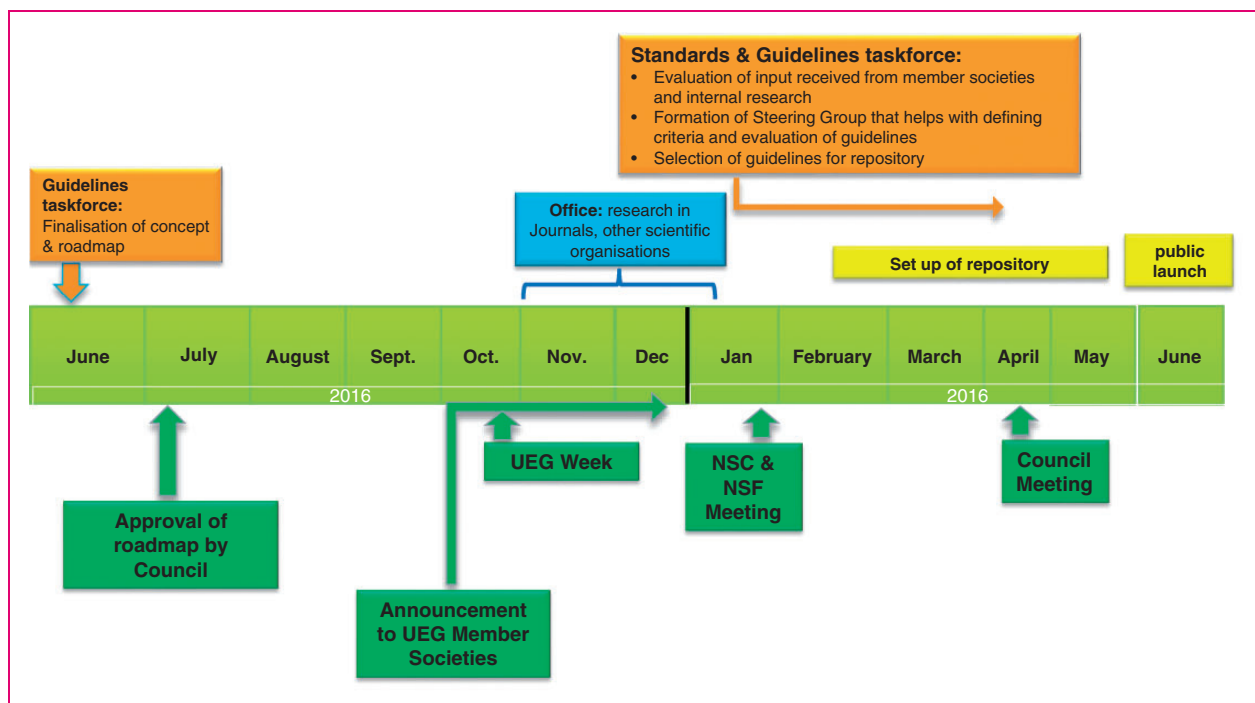 Standards & Guidelines taskforce:
• Evaluation of input received from member societies
and internal research
• Formation of Steering Group that helps with defining
criteria and evaluation of guidelines
• Selection of guidelines for repository
Guidelines
taskforce:
Finalisation of concept
& roadmap
Office: research in
Journals, other scientific
organisations
Set up of repository
public
launch
June July August Sept. Oct. Nov. Dec Jan February March April May June
2016 2016
UEG Week
NSC &
NSF
Meeting
Council
Meeting
Approval of
roadmap by
Council
Announcement
to UEG Member
Societies